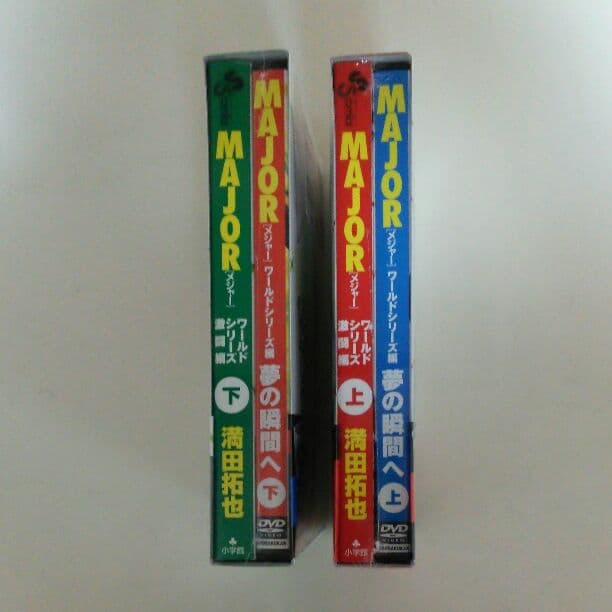 MAJOR
[メジャー]
ワールド
シリーズ
激闘編
下
満田拓也
小学館
MAJOR
[メジャー]
ワールドシリーズ編
夢の瞬間へ
下
DVD
VIDEO
MAJOR
[メジャー]
ワールド
シリーズ
激闘編
上
満田拓也
小学館
MAJOR
[メジャー]
ワールドシリーズ編
夢の瞬間へ
上
DVD
VIDEO